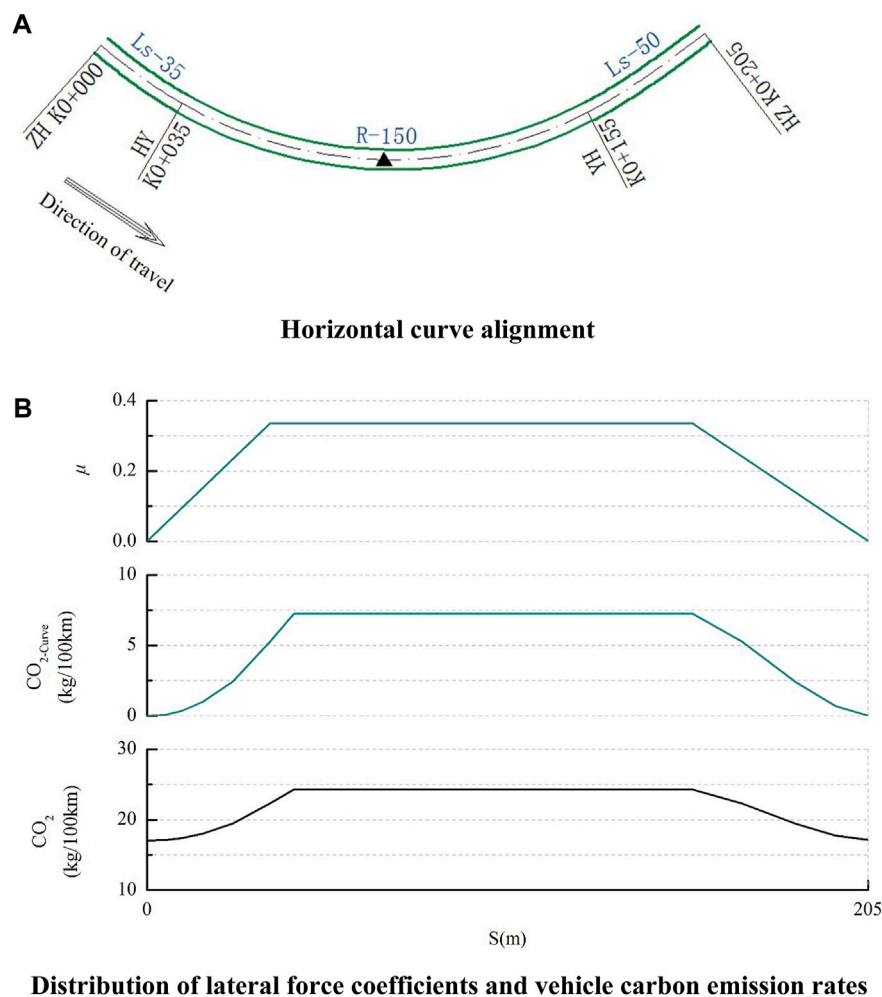 A
Ls-35
Ls-50
ZH K0+000
HY
K0+035
R-150
YH
K0+155
HZ K0+205
Direction of travel
Horizontal curve alignment
B
0.4
0.2
0.0
μ
10
5
0
CO2-Curve
(kg/100km)
30
20
10
CO2
(kg/100km)
0
205
S(m)
Distribution of lateral force coefficients and vehicle carbon emission rates